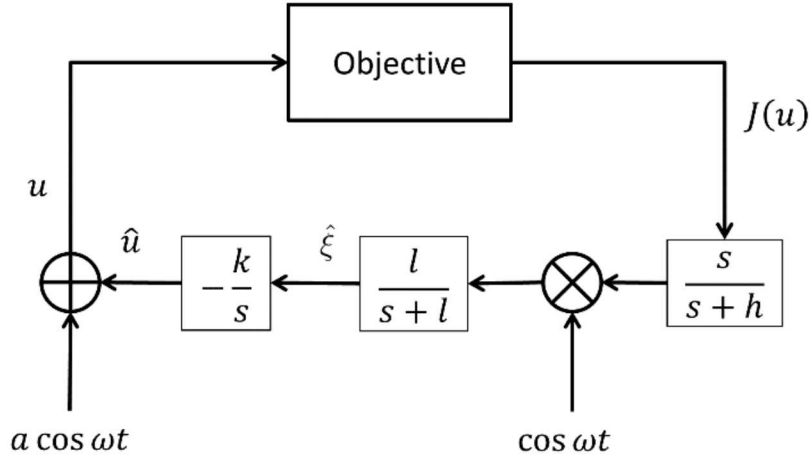 Objective
J(u)
u
û
-k/s
ξ̂
l/(s + l)
s/(s + h)
a cos ωt
cos ωt